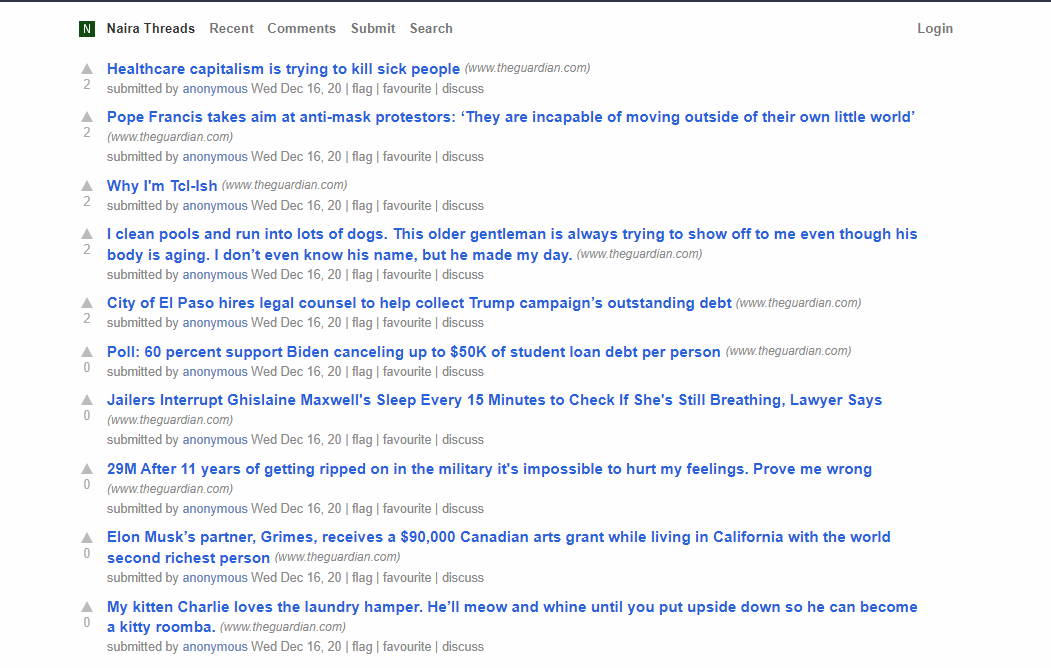 N Naira Threads Recent Comments Submit Search Login
Healthcare capitalism is trying to kill sick people (www.theguardian.com)
2 submitted by anonymous Wed Dec 16, 20 | flag | favourite | discuss
Pope Francis takes aim at anti-mask protestors: ‘They are incapable of moving outside of their own little world’
2 (www.theguardian.com)
submitted by anonymous Wed Dec 16, 20 | flag | favourite | discuss
Why I'm Tcl-Ish (www.theguardian.com)
2 submitted by anonymous Wed Dec 16, 20 | flag | favourite | discuss
I clean pools and run into lots of dogs. This older gentleman is always trying to show off to me even though his
2 body is aging. I don’t even know his name, but he made my day. (www.theguardian.com)
submitted by anonymous Wed Dec 16, 20 | flag | favourite | discuss
City of El Paso hires legal counsel to help collect Trump campaign’s outstanding debt (www.theguardian.com)
2 submitted by anonymous Wed Dec 16, 20 | flag | favourite | discuss
Poll: 60 percent support Biden canceling up to $50K of student loan debt per person (www.theguardian.com)
0 submitted by anonymous Wed Dec 16, 20 | flag | favourite | discuss
Jailers Interrupt Ghislaine Maxwell's Sleep Every 15 Minutes to Check If She's Still Breathing, Lawyer Says
0 (www.theguardian.com)
submitted by anonymous Wed Dec 16, 20 | flag | favourite | discuss
29M After 11 years of getting ripped on in the military it's impossible to hurt my feelings. Prove me wrong
0 (www.theguardian.com)
submitted by anonymous Wed Dec 16, 20 | flag | favourite | discuss
Elon Musk’s partner, Grimes, receives a $90,000 Canadian arts grant while living in California with the world
0 second richest person (www.theguardian.com)
submitted by anonymous Wed Dec 16, 20 | flag | favourite | discuss
My kitten Charlie loves the laundry hamper. He’ll meow and whine until you put upside down so he can become
0 a kitty roomba. (www.theguardian.com)
submitted by anonymous Wed Dec 16, 20 | flag | favourite | discuss